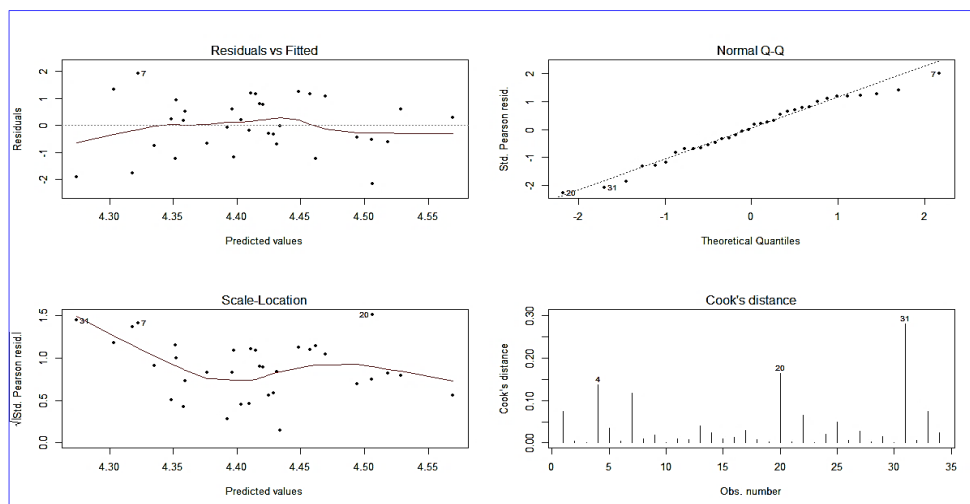 Residuals vs Fitted
Residuals
2
1
0
-1
-2
7
4.30 4.35 4.40 4.45 4.50 4.55
Predicted values
Normal Q-Q
Std. Pearson resid.
2
1
0
-1
-2
7
20
31
-2 -1 0 1 2
Theoretical Quantiles
Scale-Location
√|Std. Pearson resid.|
1.5
1.0
0.5
0.0
31
7
20
4.30 4.35 4.40 4.45 4.50 4.55
Predicted values
Cook's distance
Cook's distance
0.30
0.20
0.10
0.00
4
20
31
0 5 10 15 20 25 30 35
Obs. number